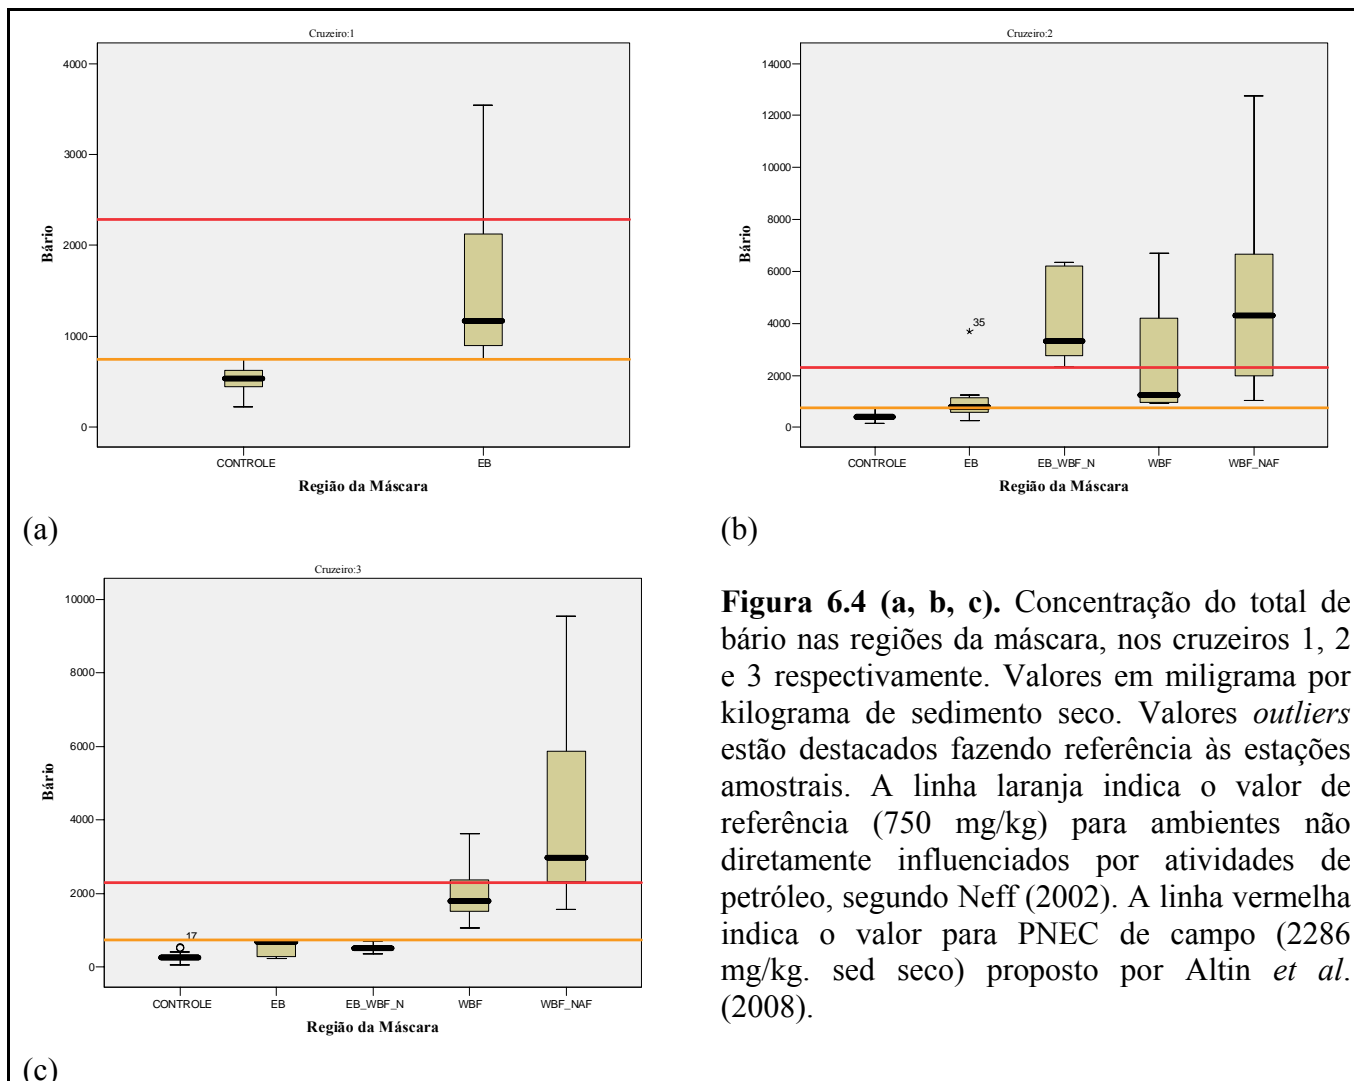 Cruzeiro:1
4000
3000
2000
1000
0
Bário
CONTROLE EB
Região da Máscara
(a)
Cruzeiro:2
14000
12000
10000
8000
6000
4000
2000
0
Bário
35
CONTROLE EB EB_WBF_N WBF WBF_NAF
Região da Máscara
(b)
Cruzeiro:3
10000
8000
6000
4000
2000
0
Bário
17
CONTROLE EB EB_WBF_N WBF WBF_NAF
Região da Máscara
(c)
Figura 6.4 (a, b, c). Concentração do total de
bário nas regiões da máscara, nos cruzeiros 1, 2
e 3 respectivamente. Valores em miligrama por
kilograma de sedimento seco. Valores outliers
estão destacados fazendo referência às estações
amostrais. A linha laranja indica o valor de
referência (750 mg/kg) para ambientes não
diretamente influenciados por atividades de
petróleo, segundo Neff (2002). A linha vermelha
indica o valor para PNEC de campo (2286
mg/kg. sed seco) proposto por Altin et al.
(2008).